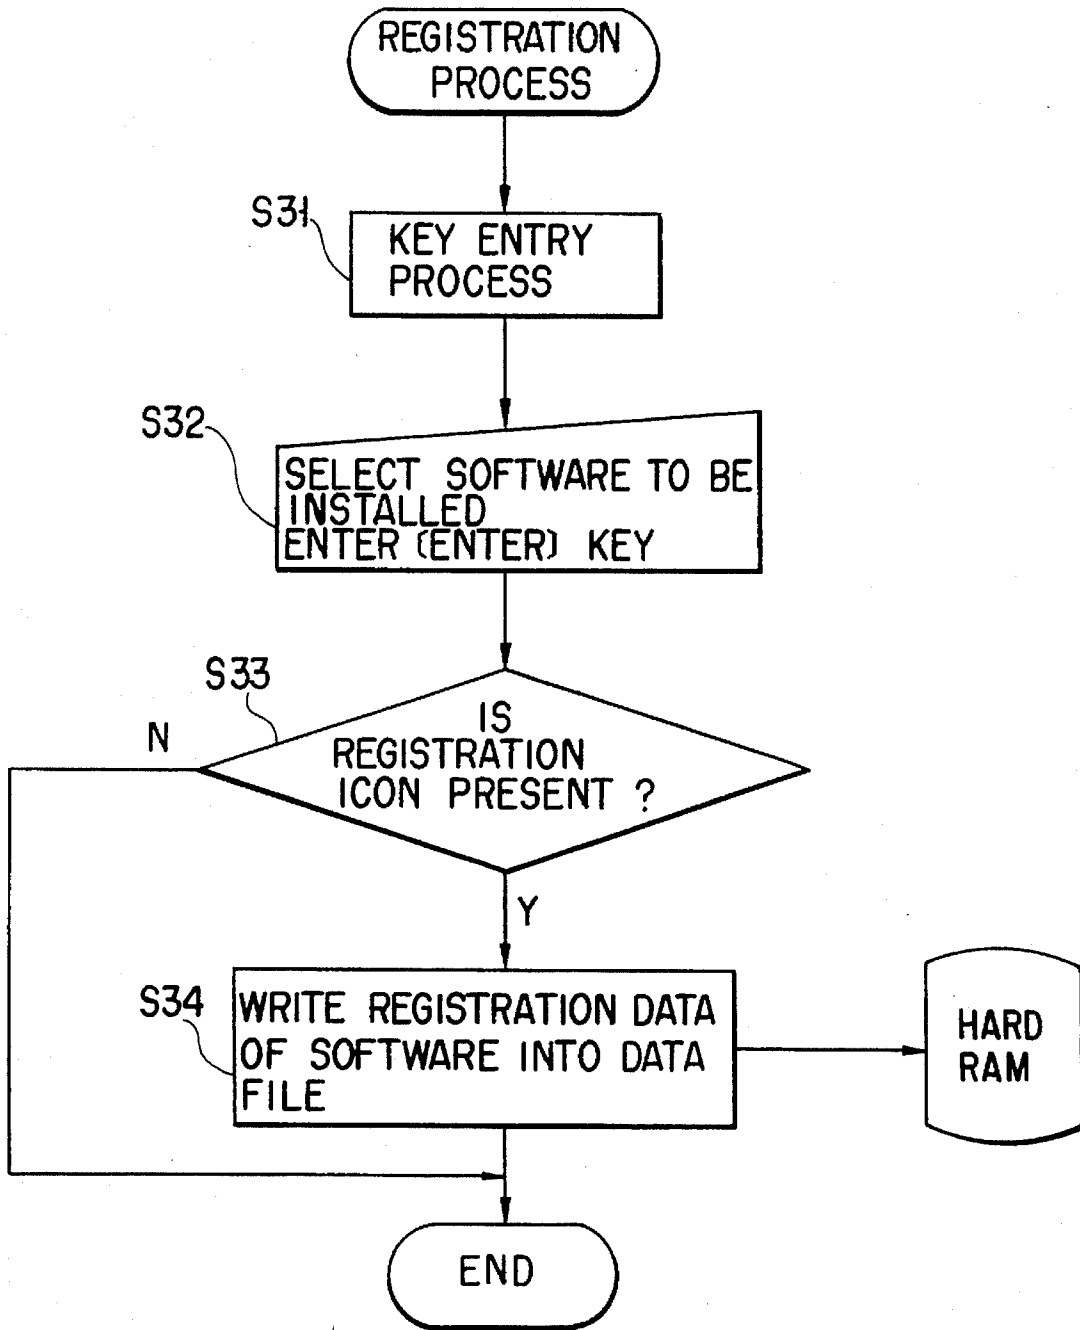 REGISTRATION
PROCESS
S31
KEY ENTRY
PROCESS
S32
SELECT SOFTWARE TO BE
INSTALLED
ENTER (ENTER) KEY
S33
N
IS
REGISTRATION
ICON PRESENT ?
Y
S34
WRITE REGISTRATION DATA
OF SOFTWARE INTO DATA
FILE
HARD
RAM
END